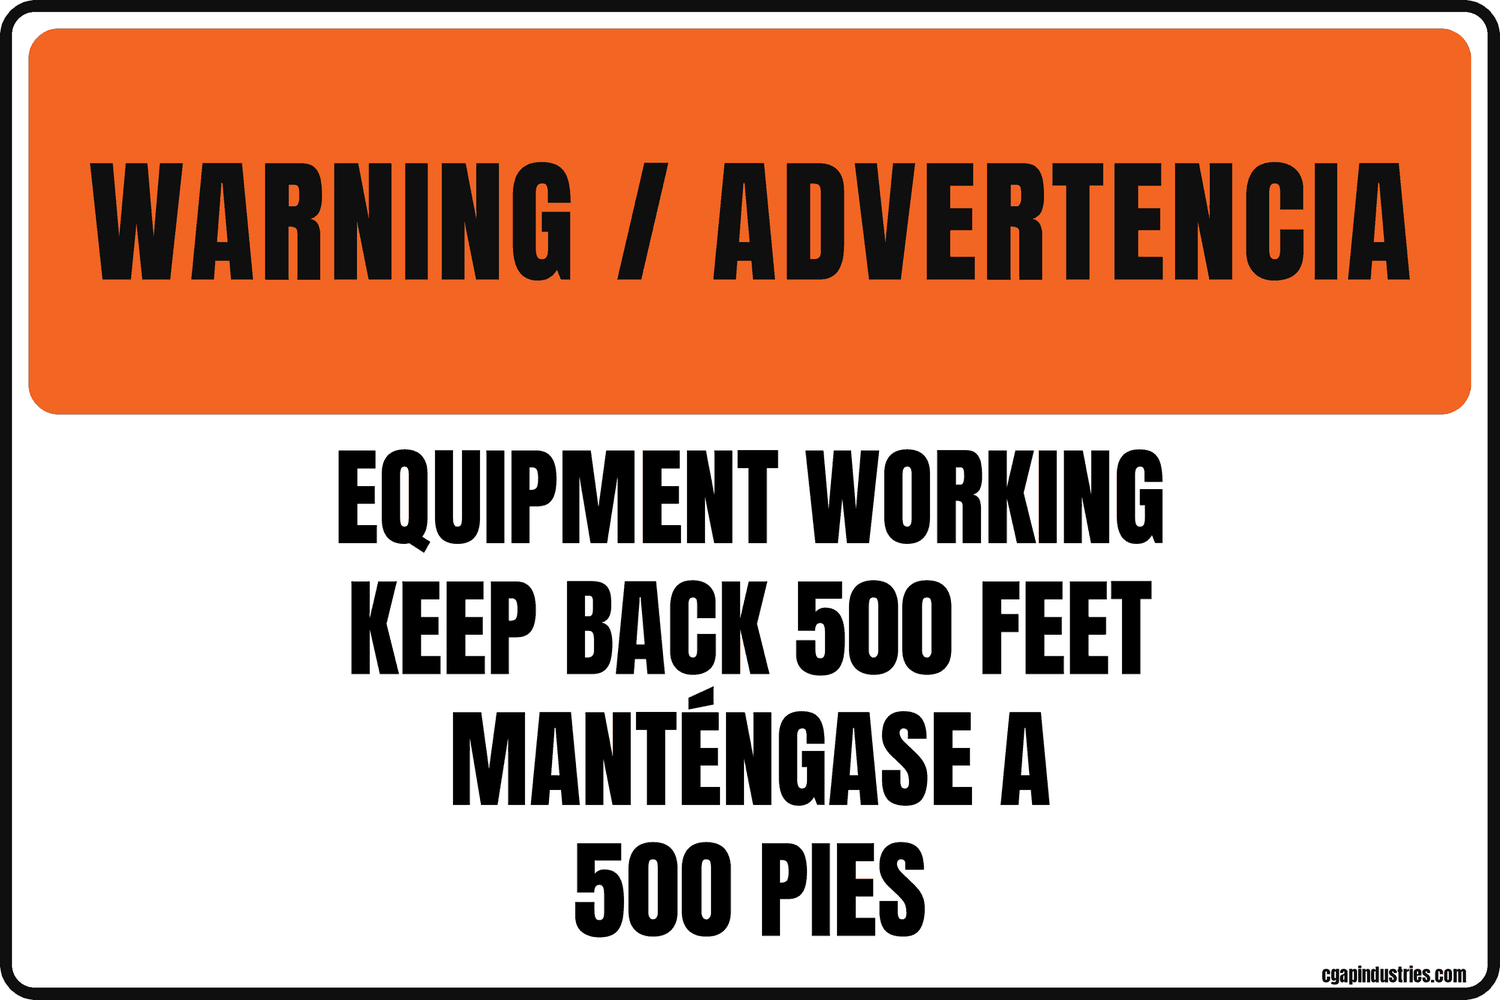 WARNING / ADVERTENCIA
EQUIPMENT WORKING
KEEP BACK 500 FEET
MANTÉNGASE A
500 PIES
cgapindustries.com